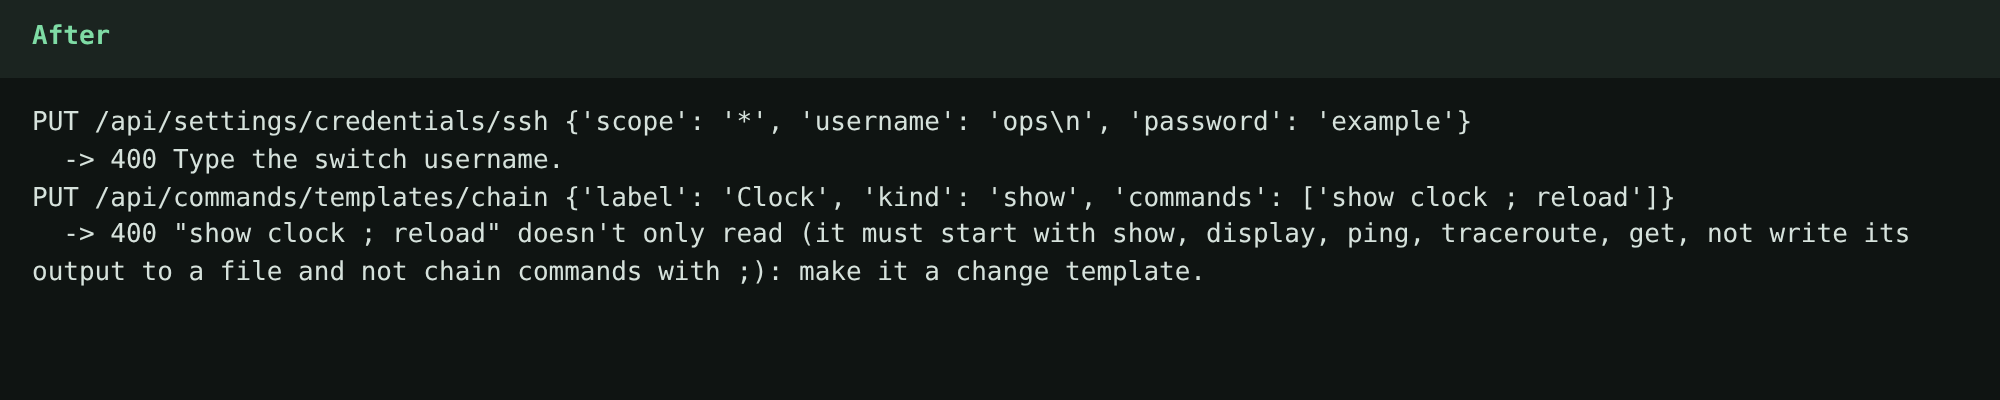 After
PUT /api/settings/credentials/ssh {'scope': '*', 'username': 'ops\n', 'password': 'example'}
  -> 400 Type the switch username.
PUT /api/commands/templates/chain {'label': 'Clock', 'kind': 'show', 'commands': ['show clock ; reload']}
  -> 400 "show clock ; reload" doesn't only read (it must start with show, display, ping, traceroute, get, not write its
output to a file and not chain commands with ;): make it a change template.